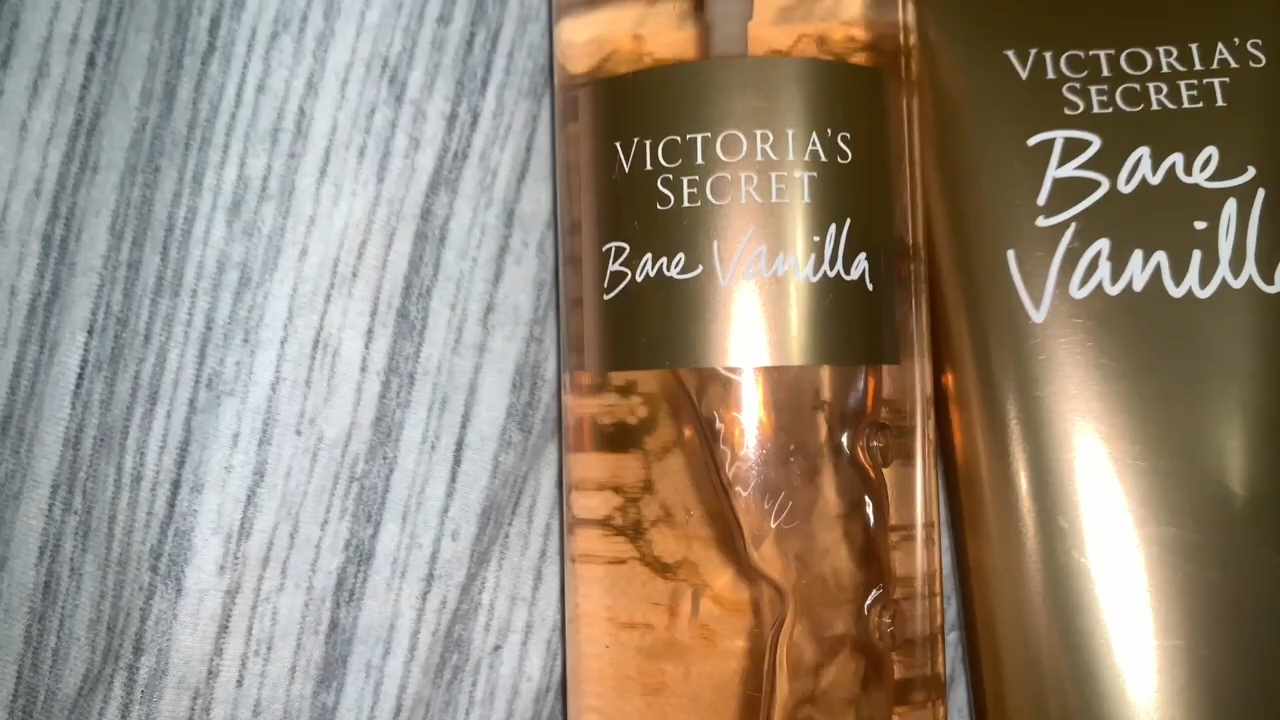 VICTORIA'S
SECRET
Bare Vanilla
VICTORIA'S
SECRET
Bare
Vanill